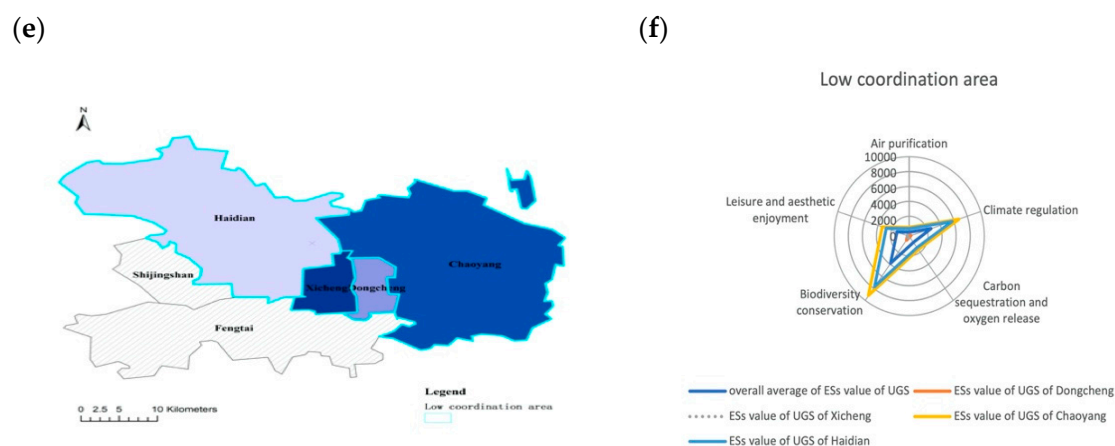 (e)
(f)
N
Haidian
Shijingshan
Xicheng
Dongcheng
Chaoyang
Fengtai
0 2.5 5 10 Kilometers
Legend
Low coordination area
Low coordination area
Air purification
10000
8000
6000
4000
2000
0
Climate regulation
Carbon
sequestration and
oxygen release
Biodiversity
conservation
Leisure and aesthetic
enjoyment
overall average of ESs value of UGS
ESs value of UGS of Dongcheng
ESs value of UGS of Xicheng
ESs value of UGS of Chaoyang
ESs value of UGS of Haidian